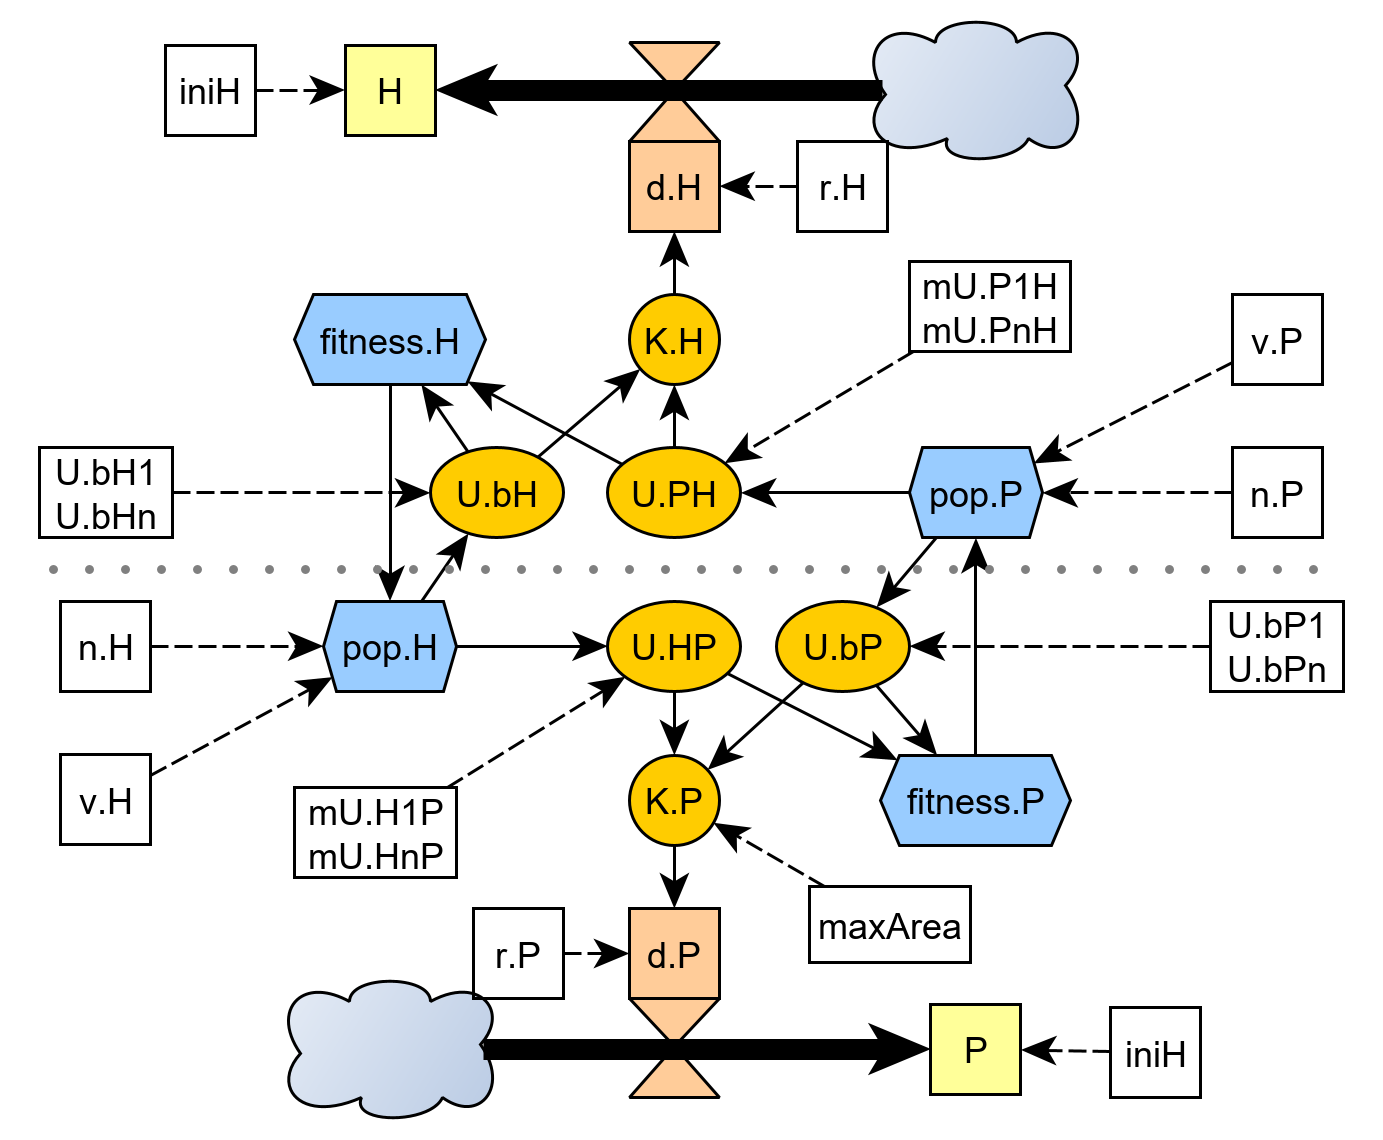 iniH
H
d.H
r.H
mU.P1H
mU.PnH
fitness.H
K.H
v.P
U.bH1
U.bHn
U.bH
U.PH
pop.P
n.P
n.H
pop.H
U.HP
U.bP
U.bP1
U.bPn
v.H
mU.H1P
mU.HnP
K.P
fitness.P
maxArea
r.P
d.P
P
iniH